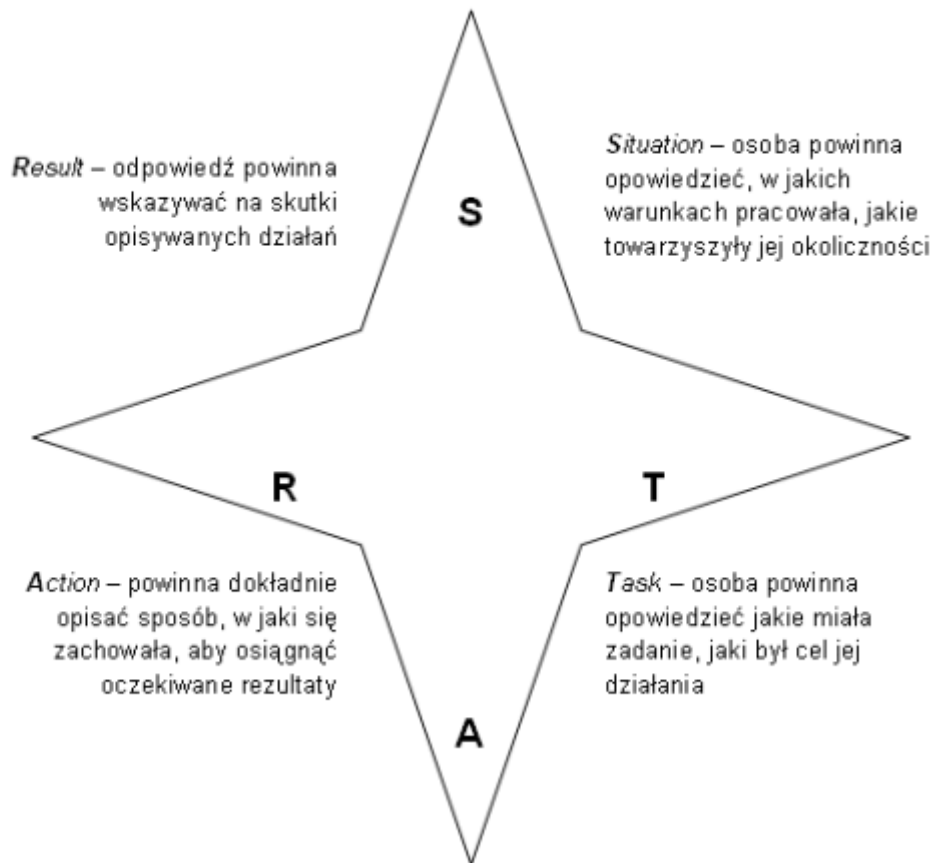 S
Situation – osoba powinna
opowiedzieć, w jakich
warunkach pracowała, jakie
towarzyszyły jej okoliczności
T
Task – osoba powinna
opowiedzieć jakie miała
zadanie, jaki był cel jej
działania
A
Action – powinna dokładnie
opisać sposób, w jaki się
zachowała, aby osiągnąć
oczekiwane rezultaty
R
Result – odpowiedź powinna
wskazywać na skutki
opisywanych działań